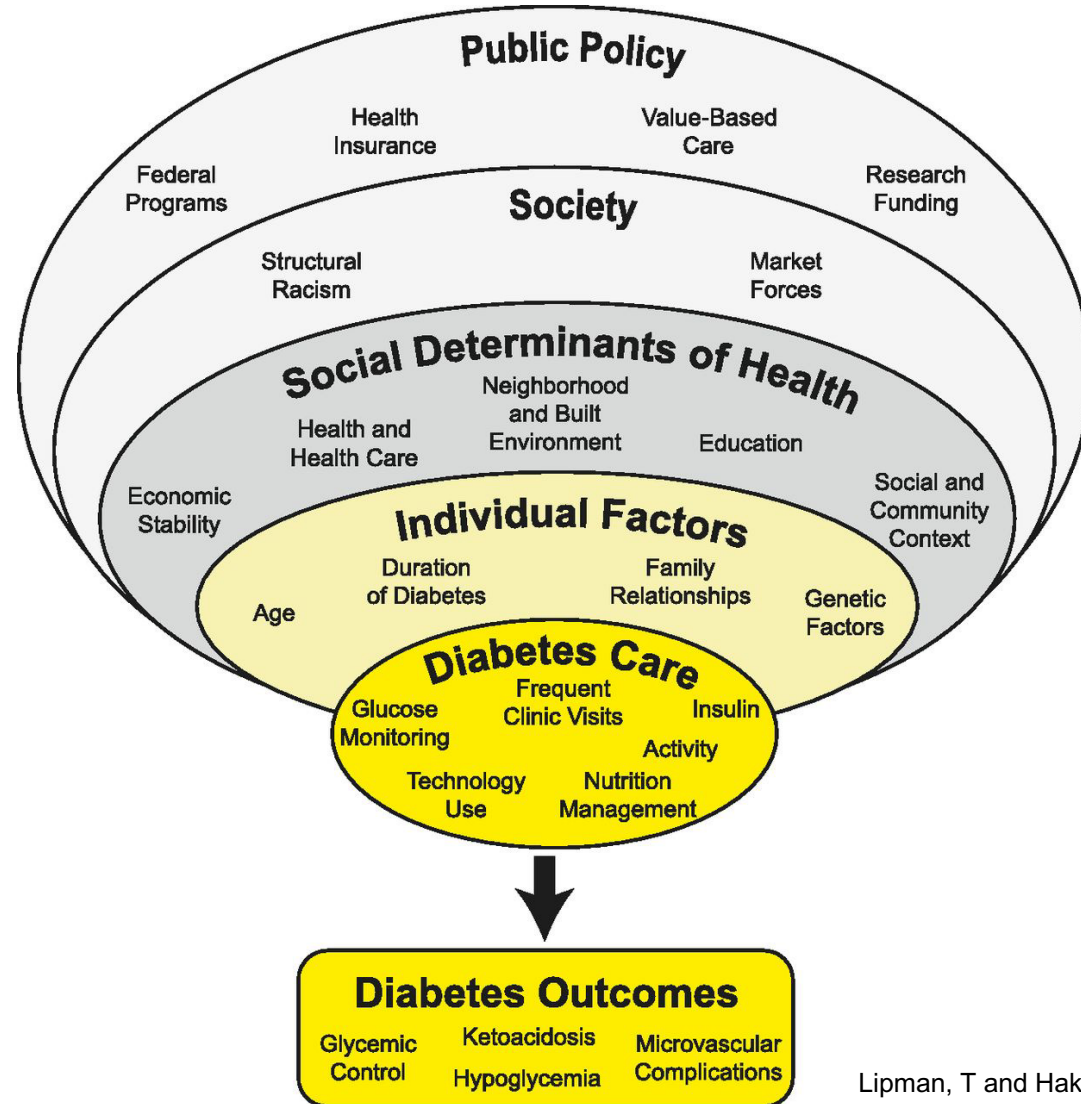 Public Policy
Health
Insurance
Value-Based
Care
Federal
Programs
Research
Funding
Society
Structural
Racism
Market
Forces
Social Determinants of Health
Neighborhood
and Built
Environment
Health and
Health Care
Education
Economic
Stability
Social and
Community
Context
Individual Factors
Duration
of Diabetes
Family
Relationships
Age
Genetic
Factors
Diabetes Care
Frequent
Clinic Visits
Glucose
Monitoring
Insulin
Activity
Technology
Use
Nutrition
Management
Diabetes Outcomes
Glycemic
Control
Ketoacidosis
Hypoglycemia
Microvascular
Complications
Lipman, T and Hak